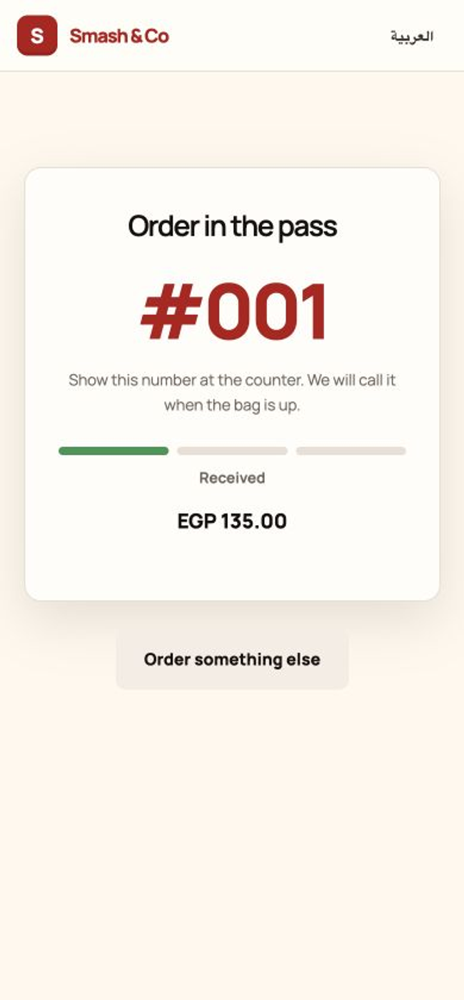 S
Smash & Co
العربية
Order in the pass
#001
Show this number at the counter. We will call it
when the bag is up.
Received
EGP 135.00
Order something else